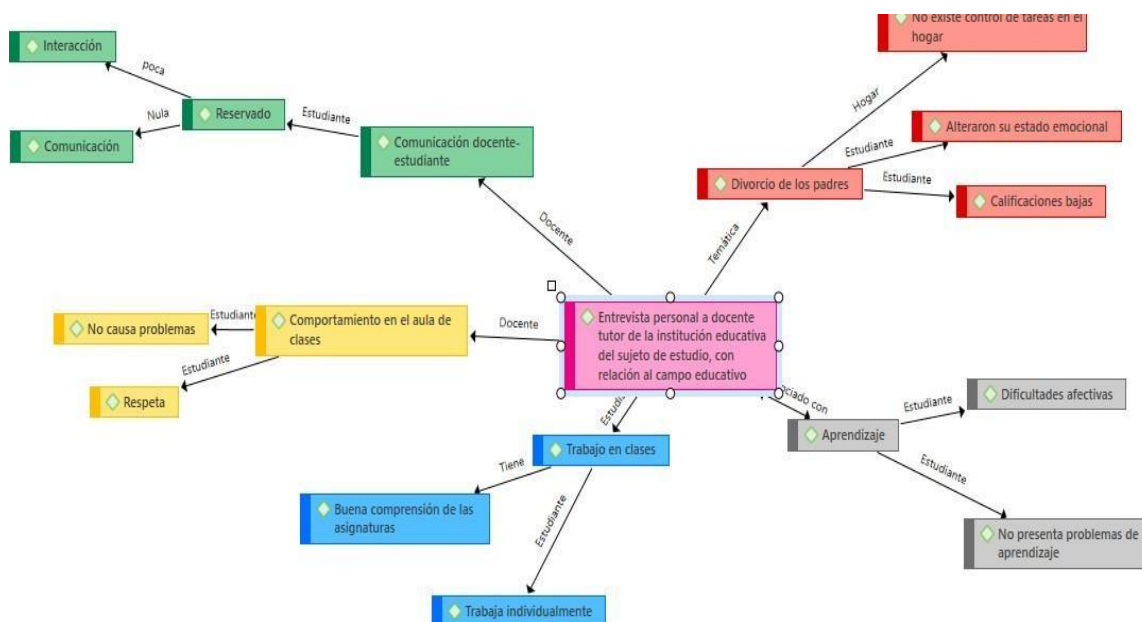 No existe control de tareas en el
hogar
Interacción
poca
Hogar
Reservado
Estudiante
Nula
Comunicación
Comunicación docente-
estudiante
Alteraron su estado emocional
Estudiante
Divorcio de los padres
Estudiante
Calificaciones bajas
Docente
Temática
Entrevista personal a docente
tutor de la institución educativa
del sujeto de estudio, con
relación al campo educativo
Docente
Comportamiento en el aula de
clases
Estudiante
No causa problemas
Estudiante
Respeta
ciado con
Aprendizaje
Estudiante
Dificultades afectivas
Estudiante
No presenta problemas de
aprendizaje
Estudi
Trabajo en clases
Tiene
Buena comprensión de las
asignaturas
Estudiante
Trabaja individualmente